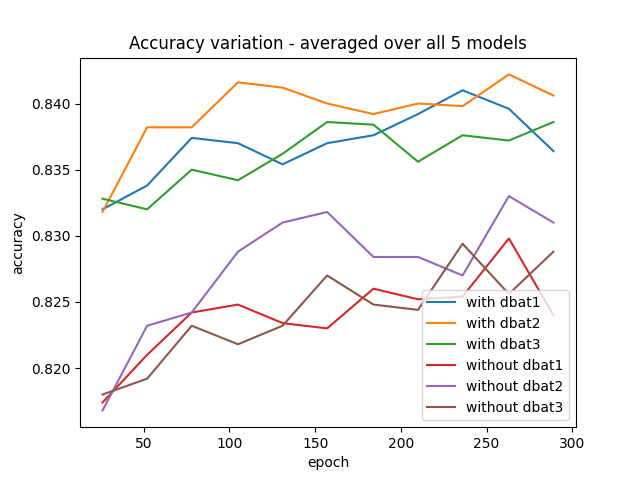 Accuracy variation - averaged over all 5 models
accuracy
0.840
0.835
0.830
0.825
0.820
50
100
150
200
250
300
epoch
with dbat1
with dbat2
with dbat3
without dbat1
without dbat2
without dbat3